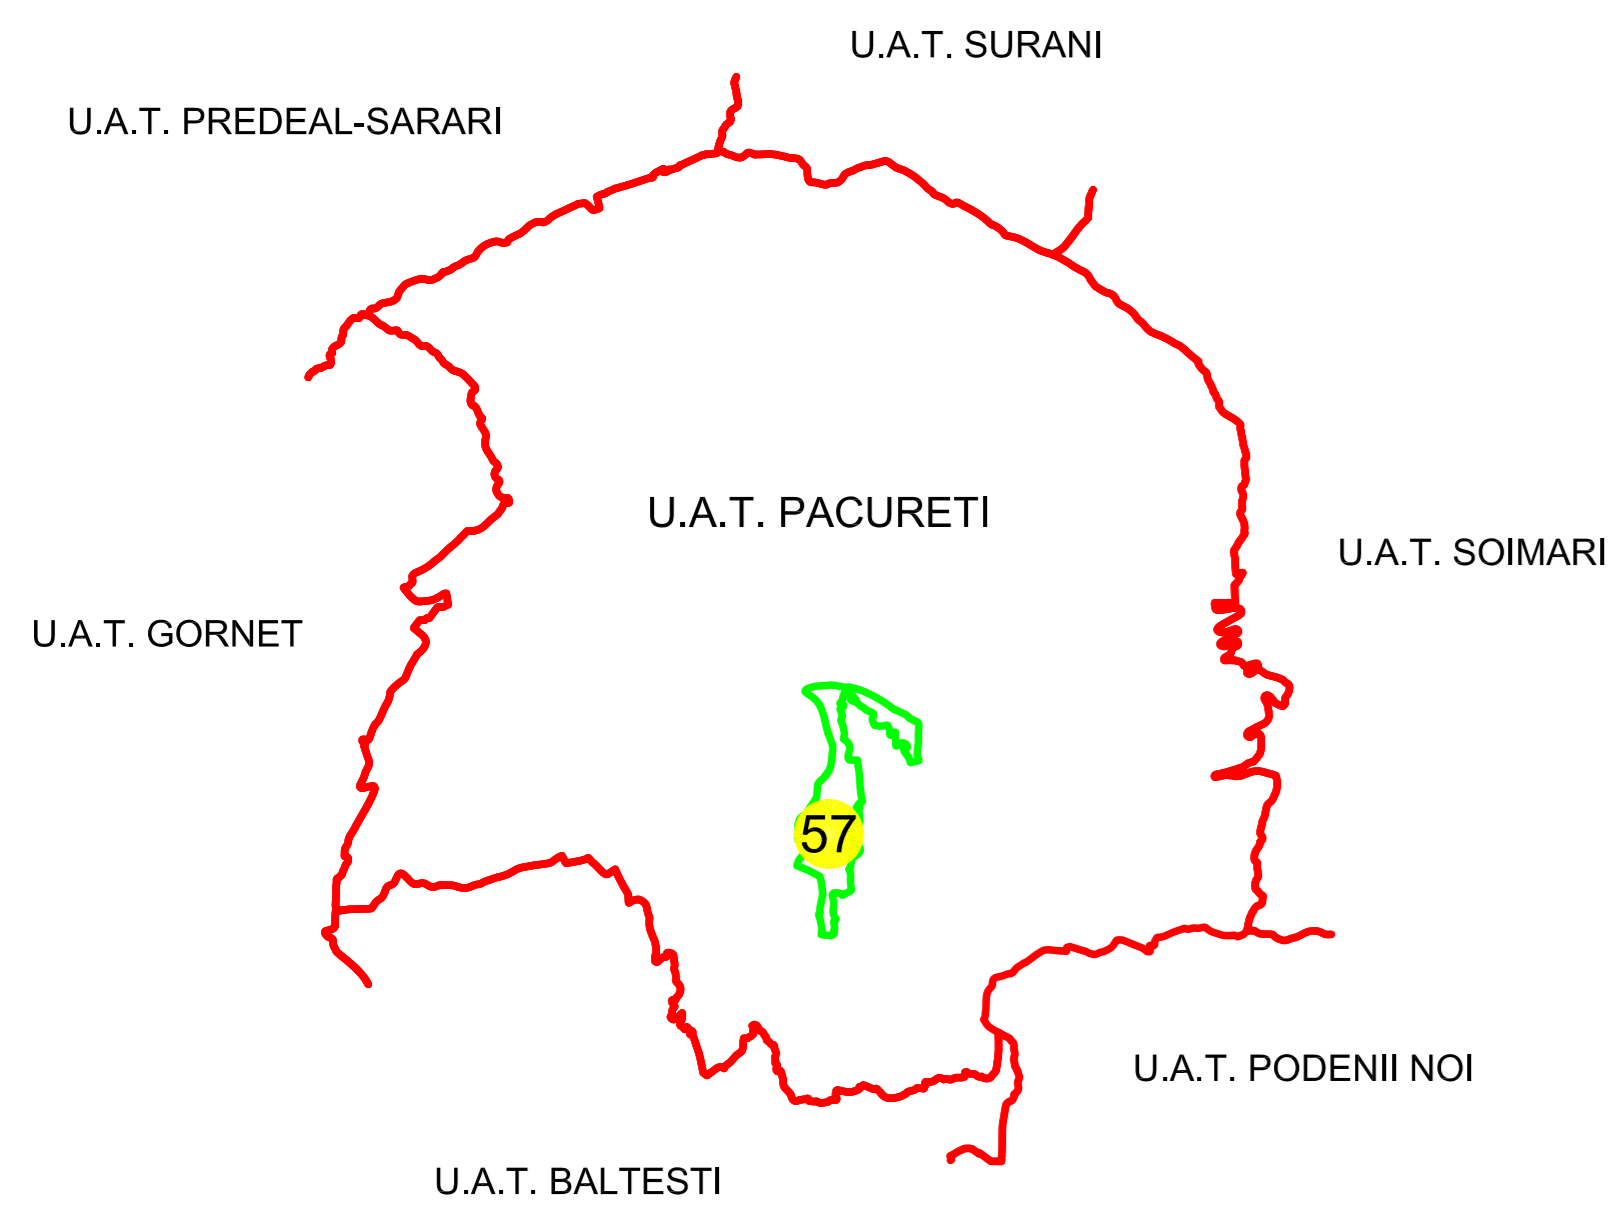 U.A.T. SURANI
U.A.T. PREDEAL-SARARI
U.A.T. PACURETI
U.A.T. SOIMARI
U.A.T. GORNET
57
U.A.T. PODENII NOI
U.A.T. BALTESTI